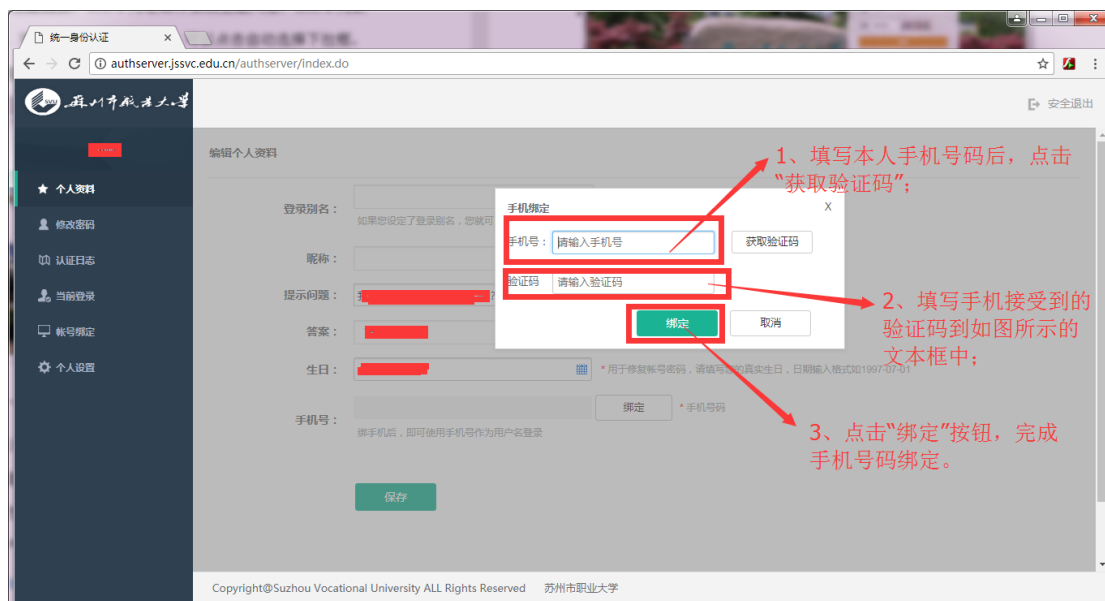 统一身份认证
authserver.jssvc.edu.cn/authserver/index.do
苏州市职业大学
安全退出
编辑个人资料
个人资料
修改密码
认证日志
当前登录
帐号绑定
个人设置
登录别名：
如果您设定了登录别名，您就可
昵称：
提示问题：
答案：
生日：
*用于修复帐号密码，请填写您的真实生日，日期输入格式如1997-07-01
手机号：
绑定
*手机号码
绑手机后，即可使用手机号作为用户名登录
保存
手机绑定
X
手机号：
请输入手机号
获取验证码
验证码
请输入验证码
绑定
取消
1、填写本人手机号码后，点击
“获取验证码”；
2、填写手机接受到的
验证码到如图所示的
文本框中；
3、点击“绑定”按钮，完成
手机号码绑定。
Copyright@Suzhou Vocational University ALL Rights Reserved 苏州市职业大学